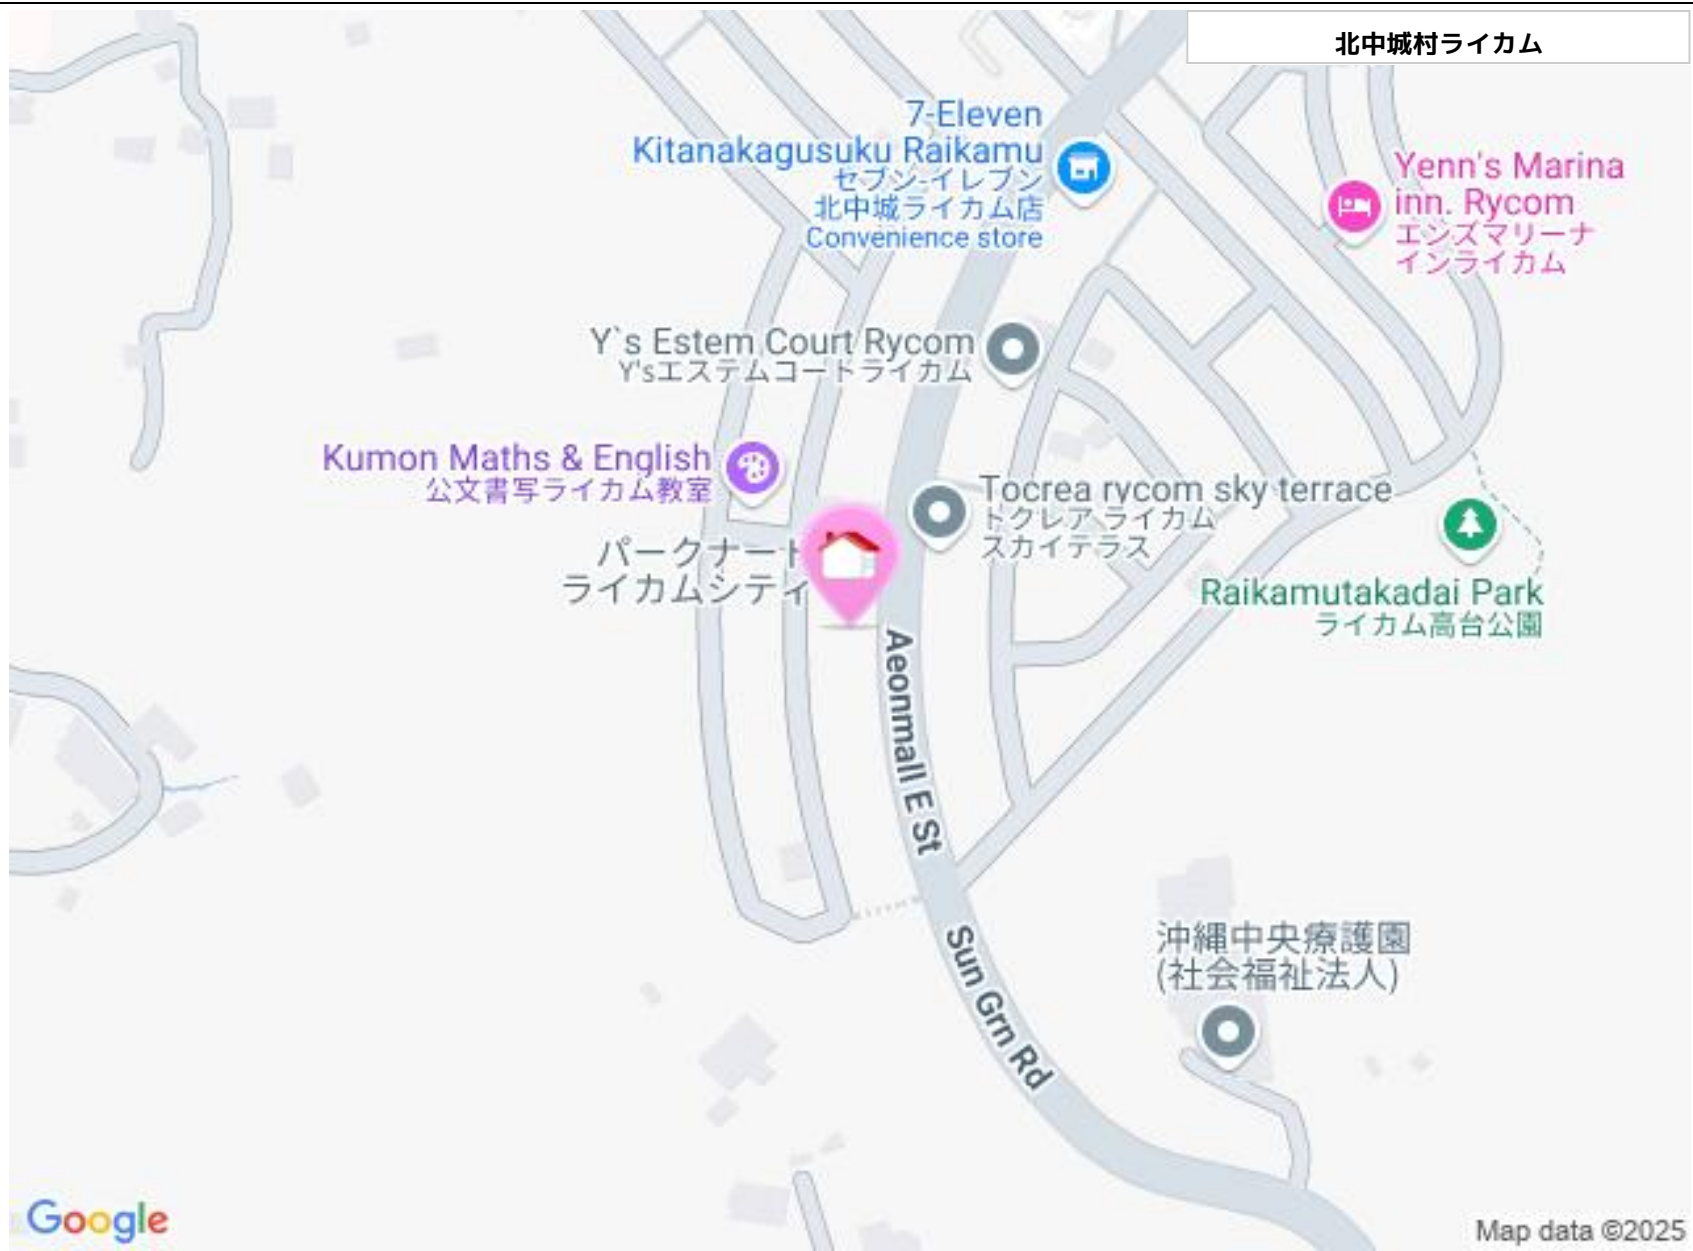 北中城村ライカム
7-Eleven
Kitanakagusuku Raikamu
セブン-イレブン
北中城ライカム店
Convenience store
Yenn's Marina
inn. Rycom
エンズマリーナ
インライカム
Y`s Estem Court Rycom
Y'sエステムコートライカム
Kumon Maths & English
公文書写ライカム教室
Tocrea rycom sky terrace
トクレア ライカム
スカイテラス
パークナート
ライカムシティ
Raikamutakadai Park
ライカム高台公園
Aeonmall E St
沖縄中央療護園
(社会福祉法人)
Sun Grn Rd
Google
Map data ©2025